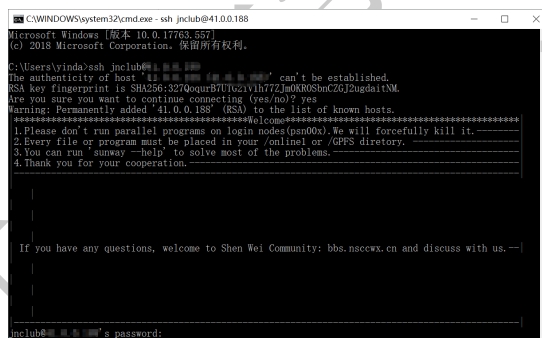 C:\WINDOWS\system32\cmd.exe - ssh jnclub@41.0.0.188
Microsoft Windows [版本 10.0.17763.557]
(c) 2018 Microsoft Corporation。保留所有权利。
C:\Users\yinda>ssh jnclub@
The authenticity of host ' ' can't be established.
RSA key fingerprint is
Are you sure you want to continue connecting (yes/no)? yes
Warning: Permanently added '41.0.0.188' (RSA) to the list of known hosts.
*******************************************Welcome*******************************************
1.Please don't run parallel programs on login nodes(psn00x).We will forcefully kill it.--------
2.Every file or program must be placed in your /online1 or /GPFS diretory. --------------------
3.You can run 'sunway --help' to solve most of the problems.-----------------------------------
4.Thank you for your cooperation.--------------------------------------------------------------
If you have any questions, welcome to Shen Wei Community: bbs.nsccwx.cn and discuss with us.--|
jnclub@ 's password: